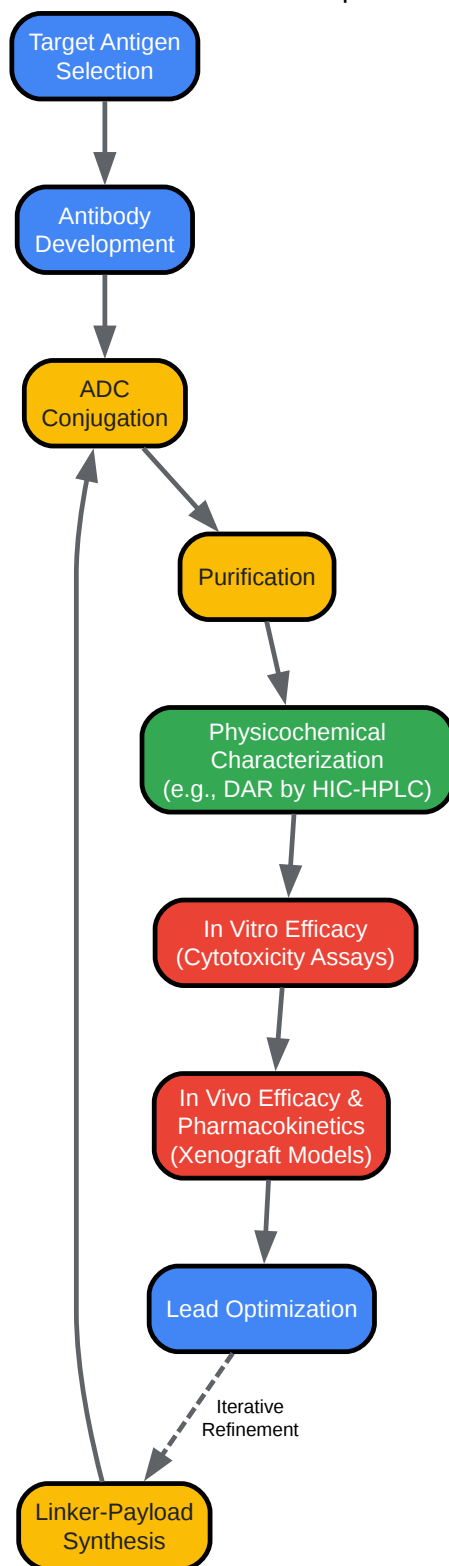 Target Antigen
Selection
Antibody
Development
ADC
Conjugation
Purification
Physicochemical
Characterization
(e.g., DAR by HIC-HPLC)
In Vitro Efficacy
(Cytotoxicity Assays)
In Vivo Efficacy &
Pharmacokinetics
(Xenograft Models)
Lead Optimization
Iterative
Refinement
Linker-Payload
Synthesis